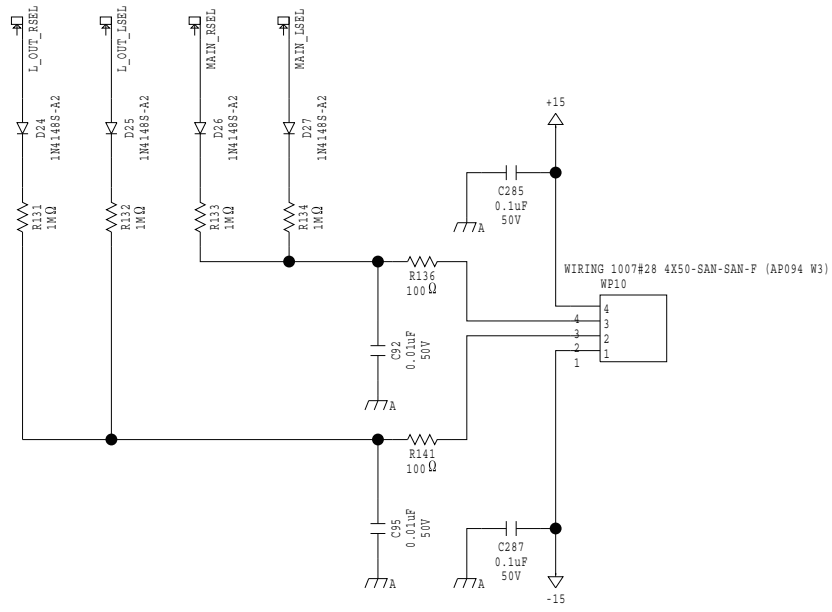 L_OUT_RSEL
L_OUT_LSEL
MAIN_RSEL
MAIN_LSEL
D24
1N4148S-A2
D25
1N4148S-A2
D26
1N4148S-A2
D27
1N4148S-A2
R131
1MΩ
R132
1MΩ
R133
1MΩ
R134
1MΩ
+15
C285
0.1uF
50V
A
R136
100Ω
WIRING 1007#28 4X50-SAN-SAN-F (AP094 W3)
WP10
4
4
3
3
2
2
1
1
C92
0.01uF
50V
A
R141
100Ω
C95
0.01uF
50V
A
C287
0.1uF
50V
A
-15